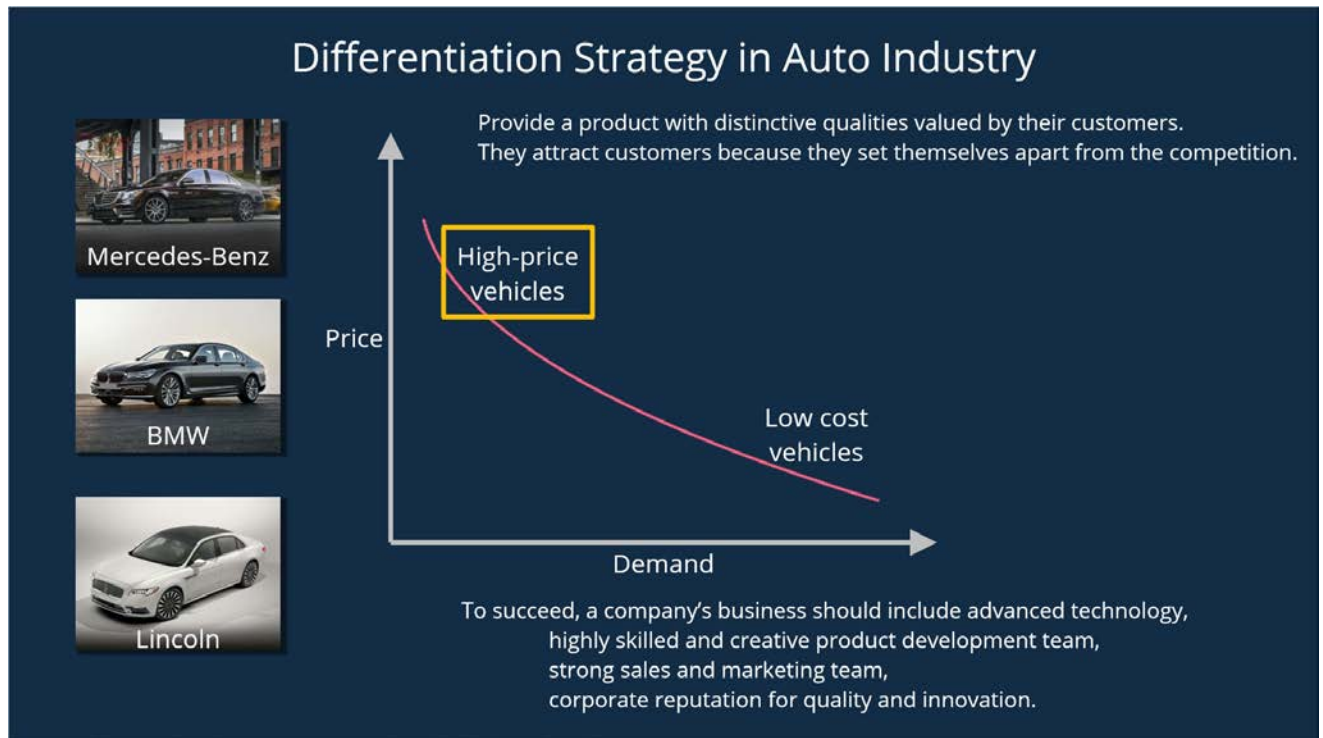 Differentiation Strategy in Auto Industry
Provide a product with distinctive qualities valued by their customers.
They attract customers because they set themselves apart from the competition.
Mercedes-Benz
BMW
Lincoln
Price
High-price
vehicles
Low cost
vehicles
Demand
To succeed, a company's business should include advanced technology,
highly skilled and creative product development team,
strong sales and marketing team,
corporate reputation for quality and innovation.